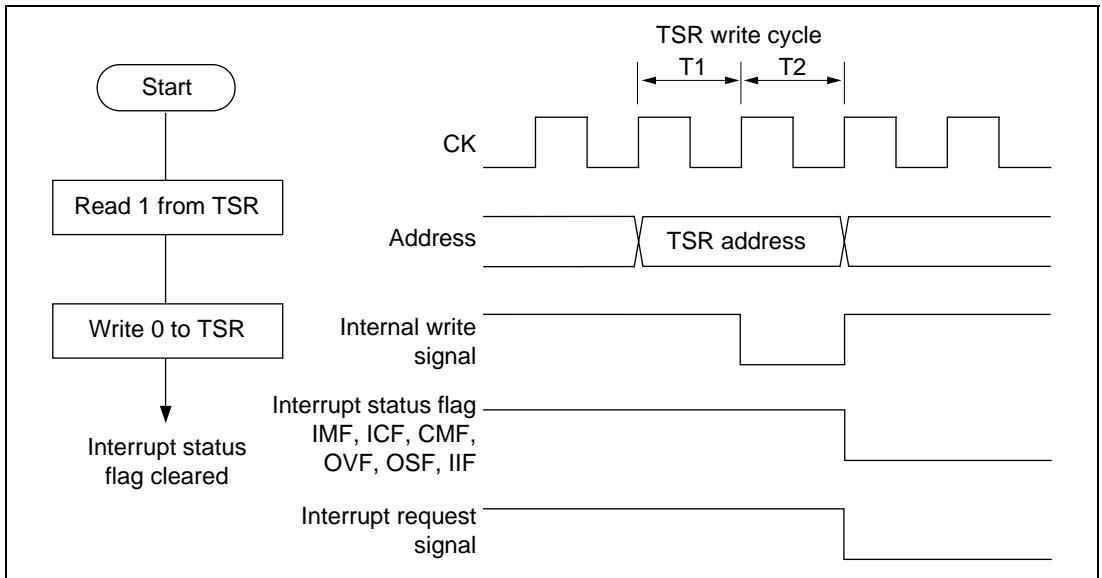 Start
Read 1 from TSR
Write 0 to TSR
Interrupt status
flag cleared
TSR write cycle
T1 T2
CK
Address
TSR address
Internal write
signal
Interrupt status flag
IMF, ICF, CMF,
OVF, OSF, IIF
Interrupt request
signal